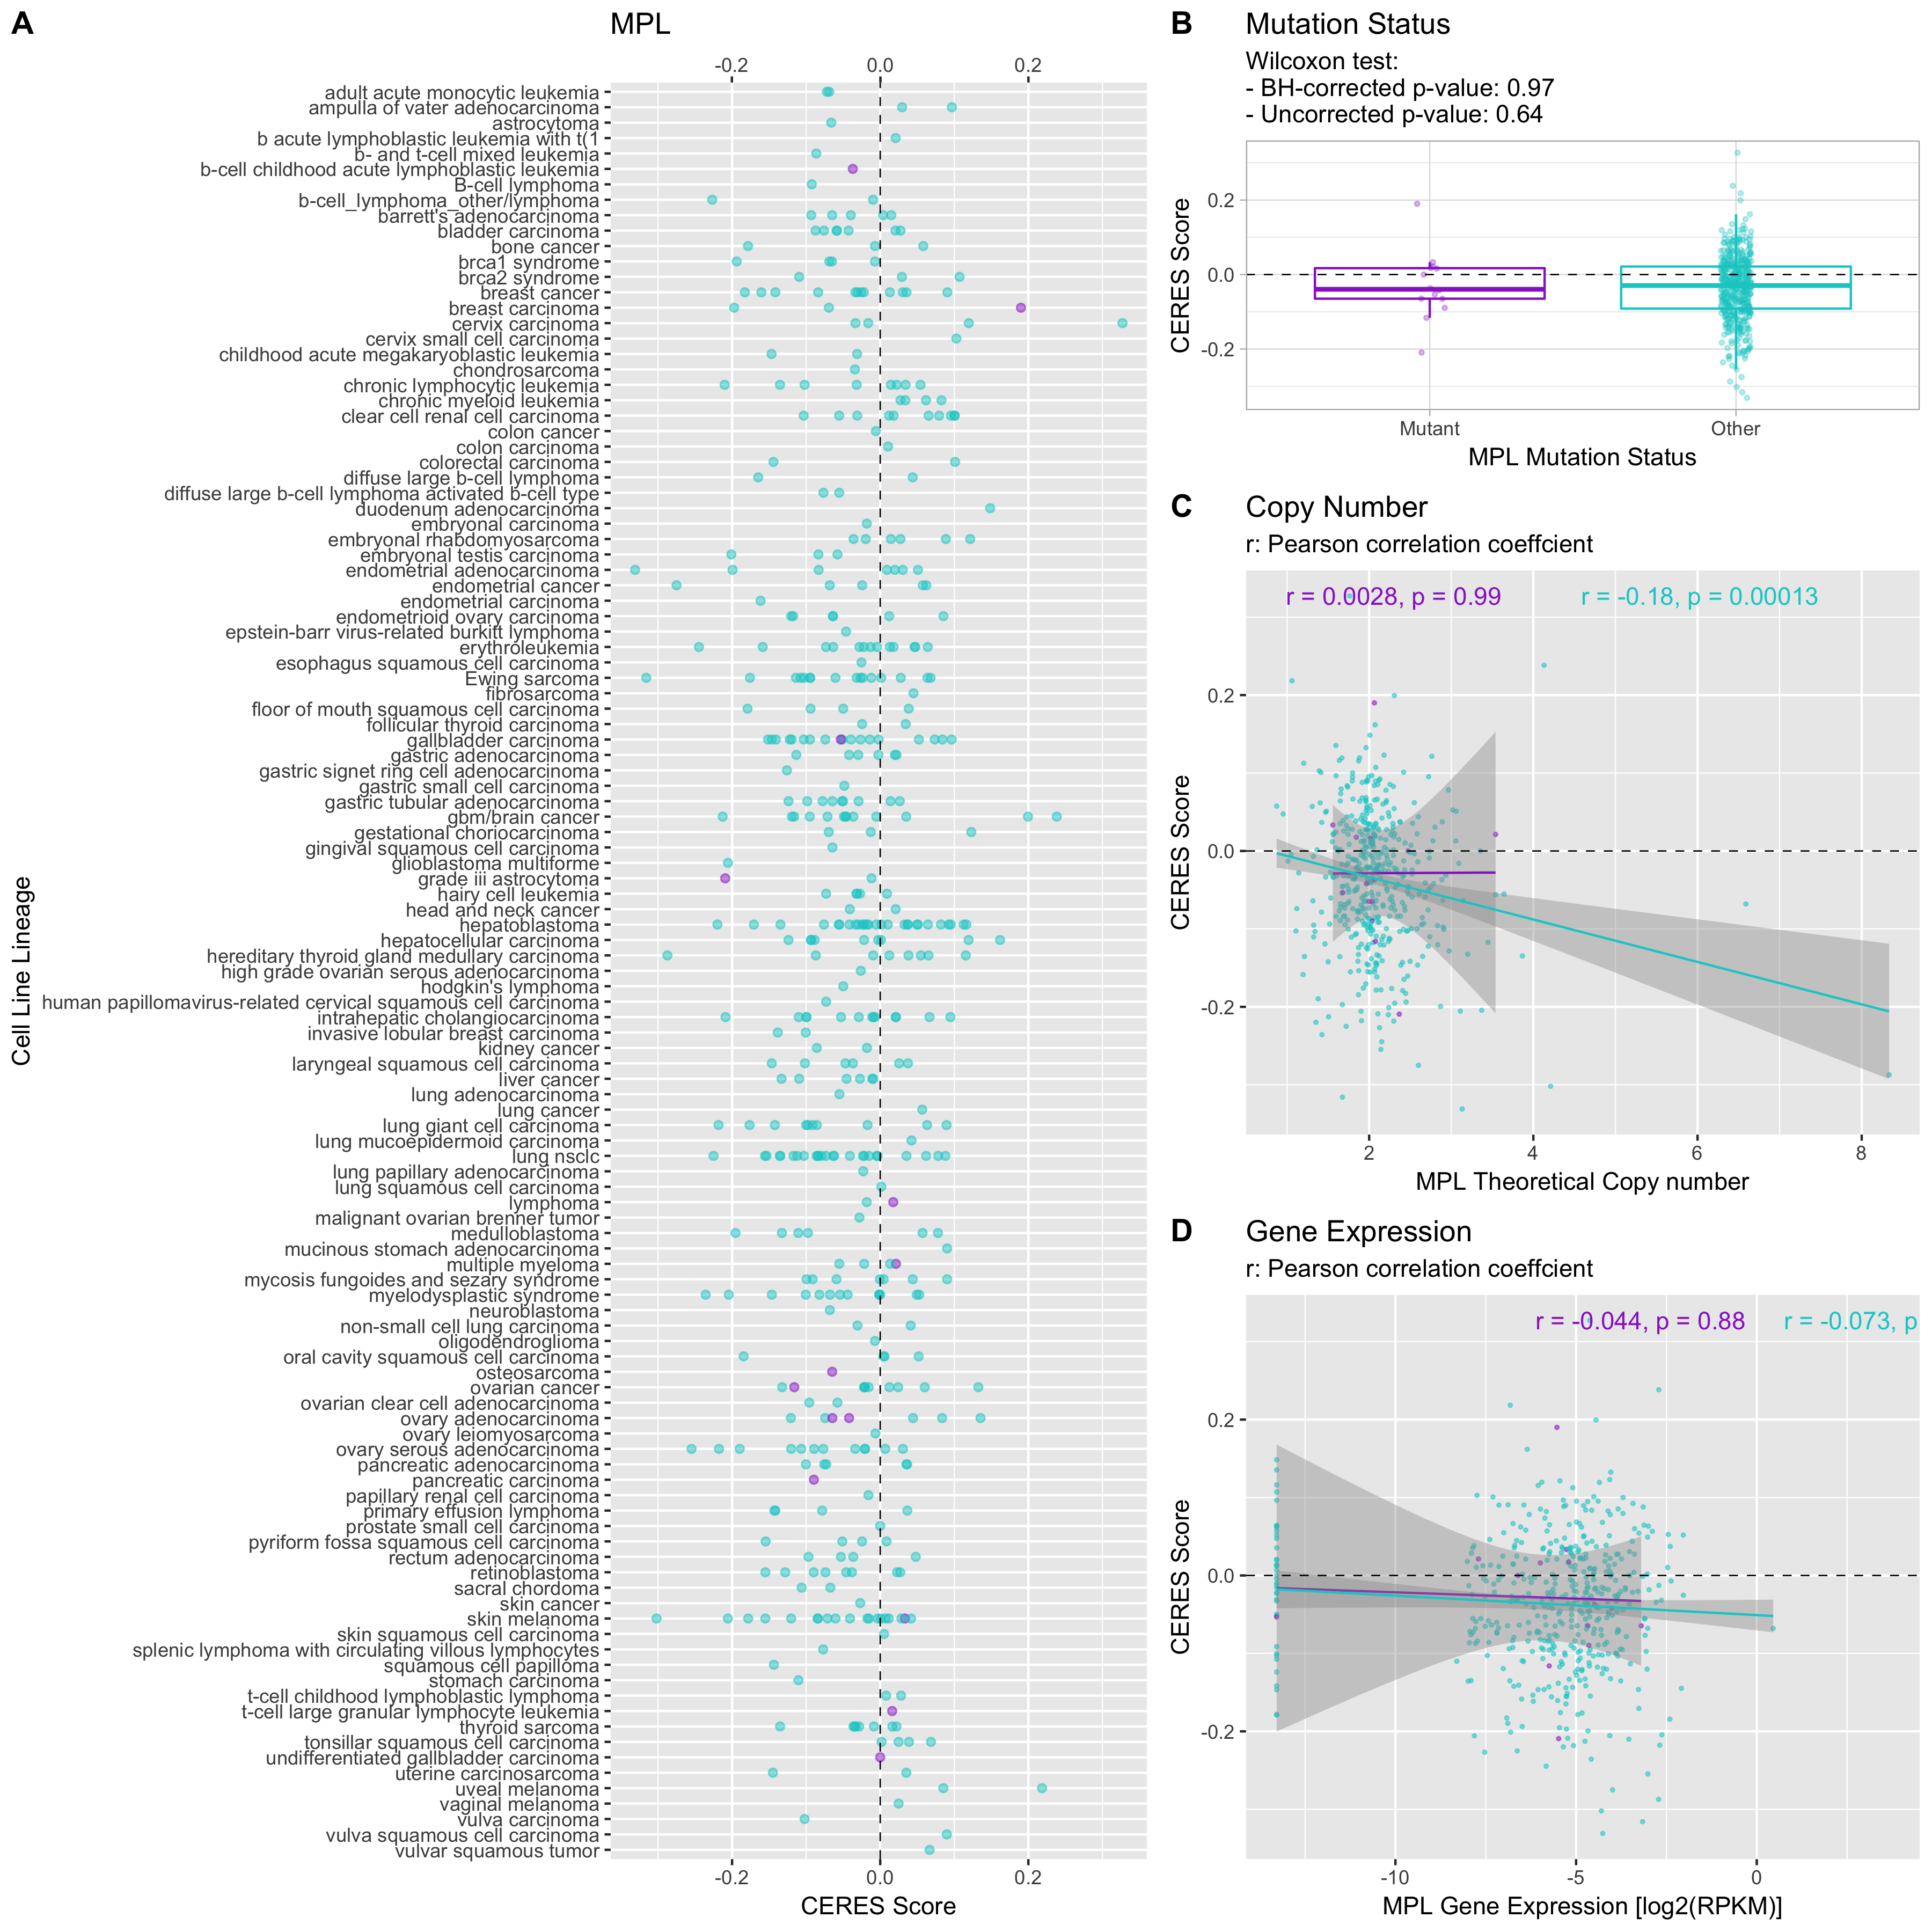 A
MPL
-0.2 0.0 0.2
Cell Line Lineage
adult acute monocytic leukemia
ampulla of vater adenocarcinoma
astrocytoma
b acute lymphoblastic leukemia with t(1
b- and t-cell mixed leukemia
b-cell childhood acute lymphoblastic leukemia
B-cell lymphoma
b-cell_lymphoma_other/lymphoma
barrett's adenocarcinoma
bladder carcinoma
bone cancer
brca1 syndrome
brca2 syndrome
breast cancer
breast carcinoma
cervix carcinoma
cervix small cell carcinoma
childhood acute megakaryoblastic leukemia
chondrosarcoma
chronic lymphocytic leukemia
chronic myeloid leukemia
clear cell renal cell carcinoma
colon cancer
colon carcinoma
colorectal carcinoma
diffuse large b-cell lymphoma
diffuse large b-cell lymphoma activated b-cell type
duodenum adenocarcinoma
embryonal carcinoma
embryonal rhabdomyosarcoma
embryonal testis carcinoma
endometrial adenocarcinoma
endometrial cancer
endometrial carcinoma
endometrioid ovary carcinoma
epstein-barr virus-related burkitt lymphoma
erythroleukemia
esophagus squamous cell carcinoma
Ewing sarcoma
fibrosarcoma
floor of mouth squamous cell carcinoma
follicular thyroid carcinoma
gallbladder carcinoma
gastric adenocarcinoma
gastric signet ring cell adenocarcinoma
gastric small cell carcinoma
gastric tubular adenocarcinoma
gbm/brain cancer
gestational choriocarcinoma
gingival squamous cell carcinoma
glioblastoma multiforme
grade iii astrocytoma
hairy cell leukemia
head and neck cancer
hepatoblastoma
hepatocellular carcinoma
hereditary thyroid gland medullary carcinoma
high grade ovarian serous adenocarcinoma
hodgkin's lymphoma
human papillomavirus-related cervical squamous cell carcinoma
intrahepatic cholangiocarcinoma
invasive lobular breast carcinoma
kidney cancer
laryngeal squamous cell carcinoma
liver cancer
lung adenocarcinoma
lung cancer
lung giant cell carcinoma
lung mucoepidermoid carcinoma
lung nsclc
lung papillary adenocarcinoma
lung squamous cell carcinoma
lymphoma
malignant ovarian brenner tumor
medulloblastoma
mucinous stomach adenocarcinoma
multiple myeloma
mycosis fungoides and sezary syndrome
myelodysplastic syndrome
neuroblastoma
non-small cell lung carcinoma
oligodendroglioma
oral cavity squamous cell carcinoma
osteosarcoma
ovarian cancer
ovarian clear cell adenocarcinoma
ovary adenocarcinoma
ovary leiomyosarcoma
ovary serous adenocarcinoma
pancreatic adenocarcinoma
pancreatic carcinoma
papillary renal cell carcinoma
primary effusion lymphoma
prostate small cell carcinoma
pyriform fossa squamous cell carcinoma
rectum adenocarcinoma
retinoblastoma
sacral chordoma
skin cancer
skin melanoma
skin squamous cell carcinoma
splenic lymphoma with circulating villous lymphocytes
squamous cell papilloma
stomach carcinoma
t-cell childhood lymphoblastic lymphoma
t-cell large granular lymphocyte leukemia
thyroid sarcoma
tonsillar squamous cell carcinoma
undifferentiated gallbladder carcinoma
uterine carcinosarcoma
uveal melanoma
vaginal melanoma
vulva carcinoma
vulva squamous cell carcinoma
vulvar squamous tumor
-0.2 0.0 0.2
CERES Score
B
Mutation Status
Wilcoxon test:
- BH-corrected p-value: 0.97
- Uncorrected p-value: 0.64
CERES Score
0.2
0.0
-0.2
Mutant Other
MPL Mutation Status
C
Copy Number
r: Pearson correlation coeffcient
r = 0.0028, p = 0.99 r = -0.18, p = 0.00013
CERES Score
0.2
0.0
-0.2
2 4 6 8
MPL Theoretical Copy number
D
Gene Expression
r: Pearson correlation coeffcient
r = -0.044, p = 0.88 r = -0.073, p
CERES Score
0.2
0.0
-0.2
-10 -5 0
MPL Gene Expression [log2(RPKM)]